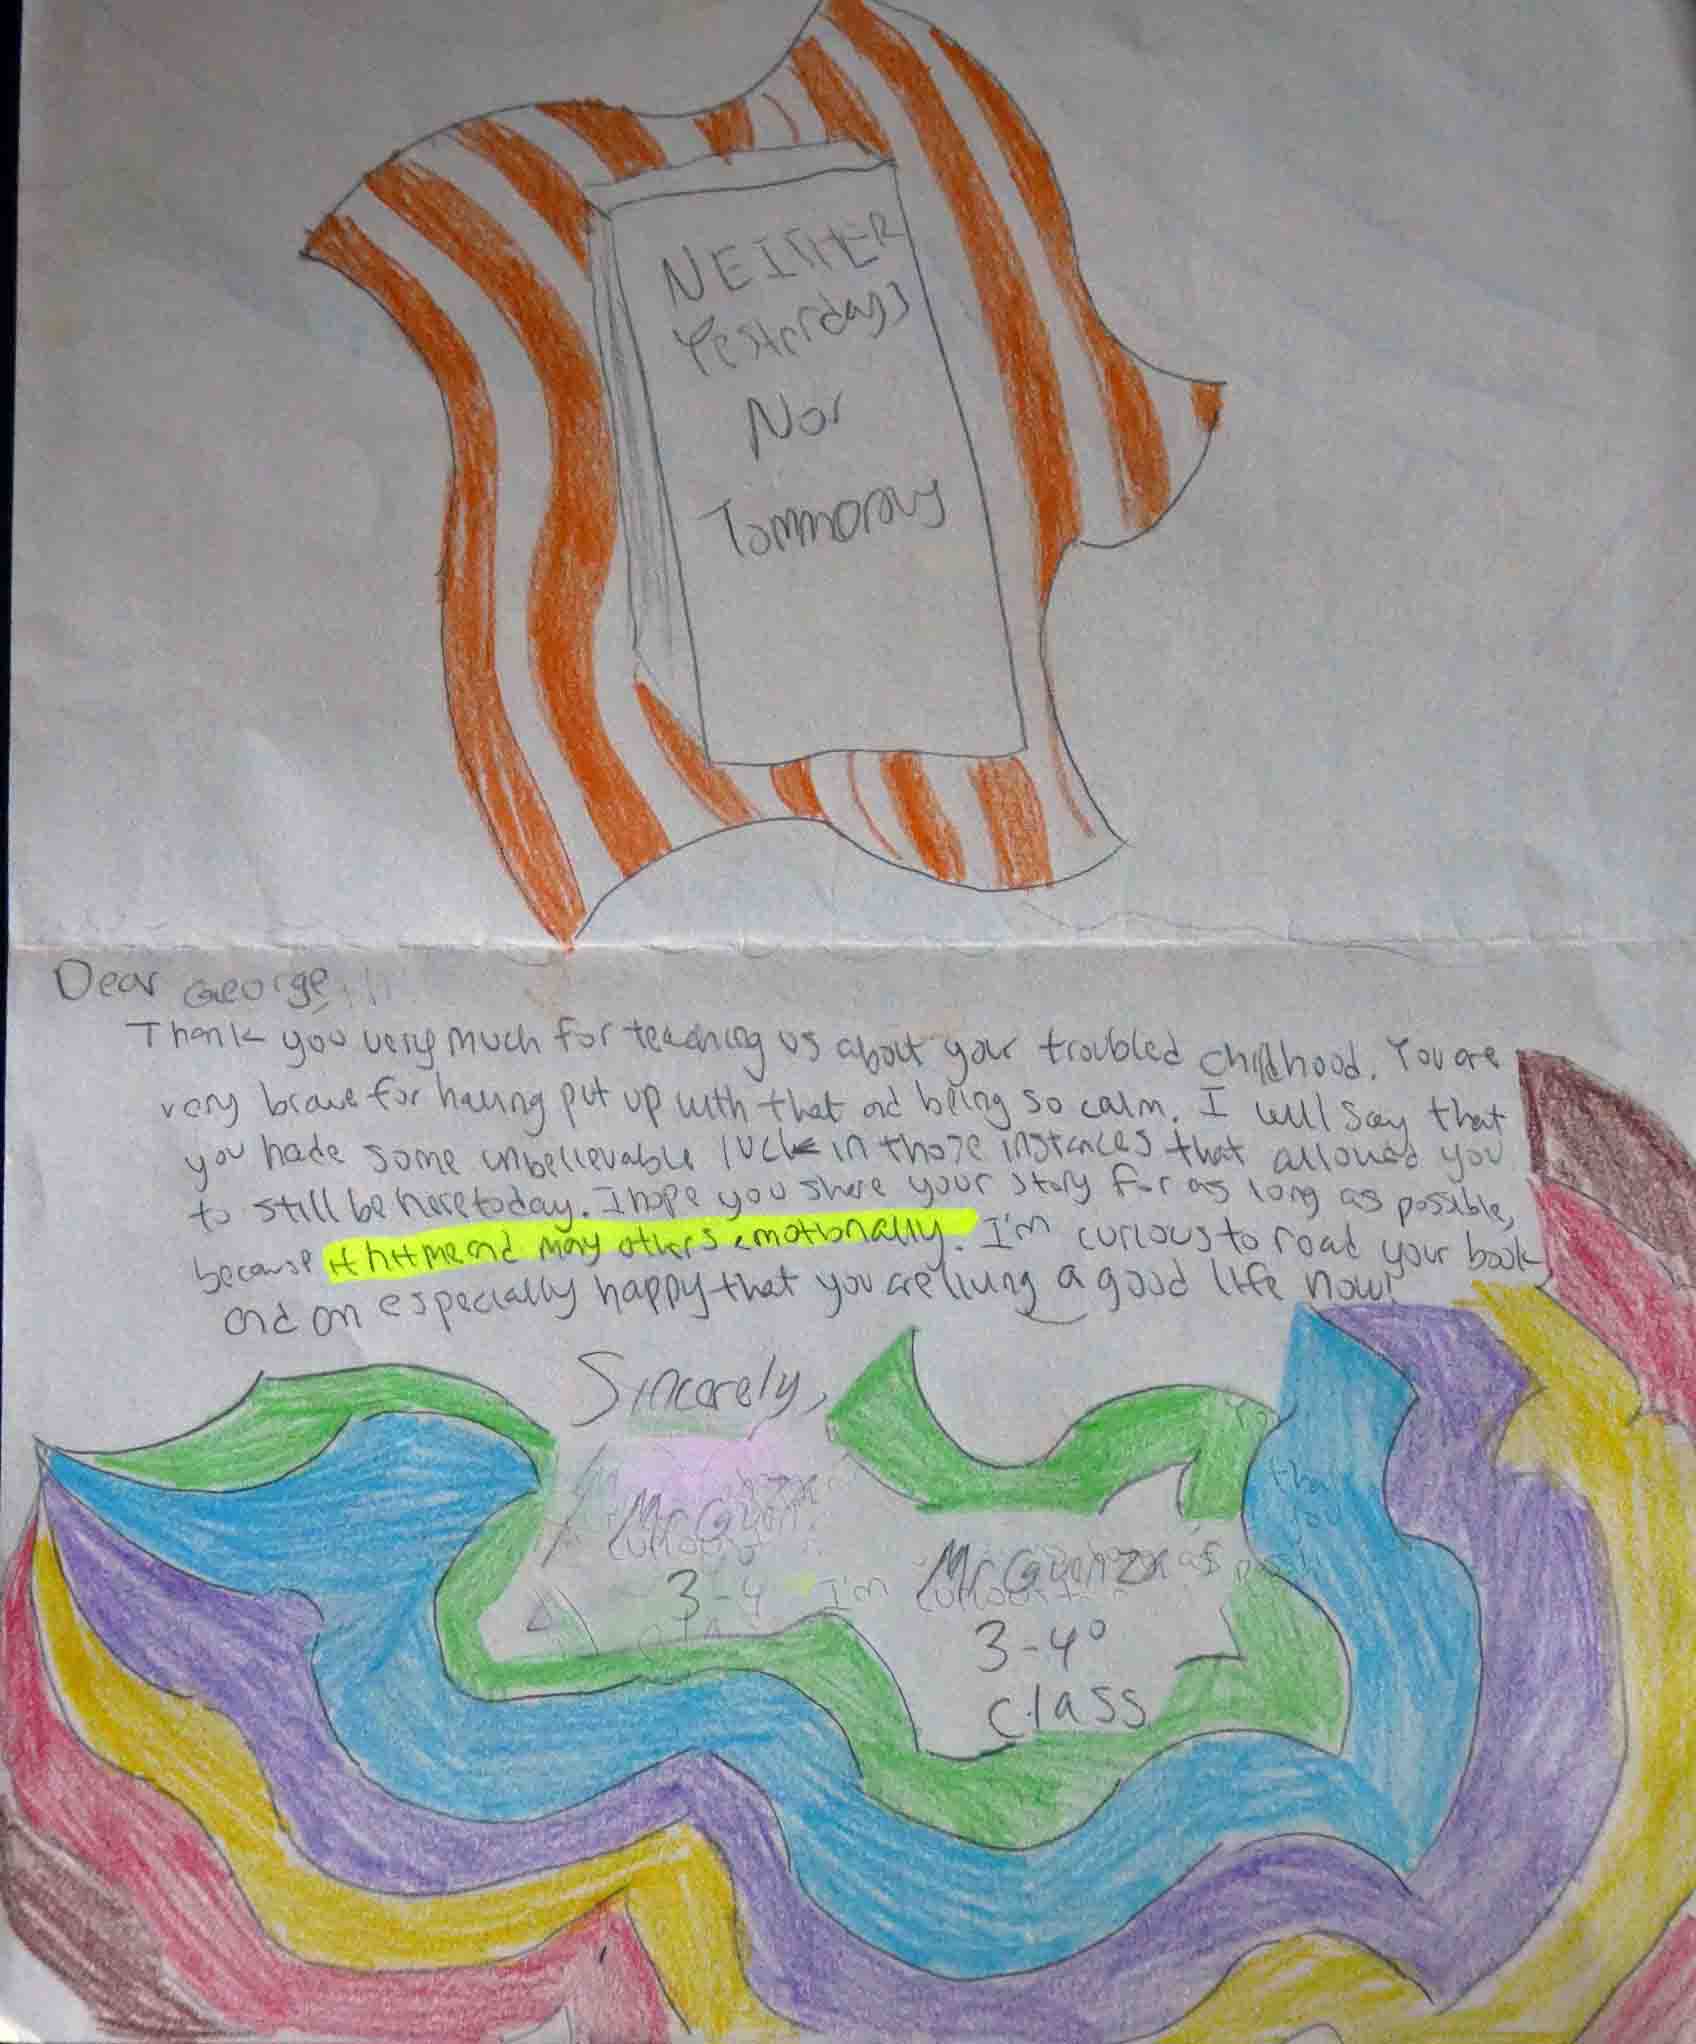 NEITHER
Yesterdays
Nor
Tommorow
Dear George,
Thank you very much for teaching us about your troubled childhood. You are
very brave for having put up with that and being so calm. I will say that
you hade some unbelievable luck in those instances that allowed you
to still be here today. I hope you share your story for as long as possible,
because it hit me and many others emotionally. I'm curious to read your book
and am especially happy that you are living a good life now!
Sincerely,
3-4
I'm
3-4°
class